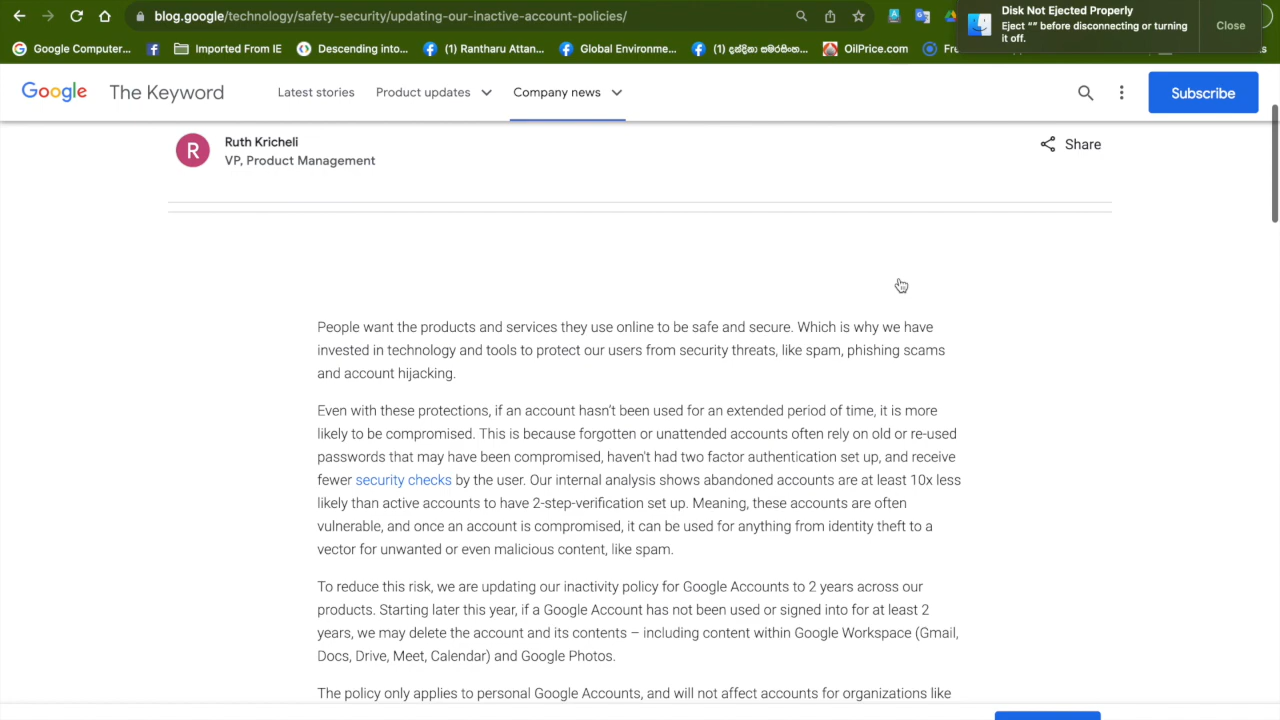 blog.google/technology/safety-security/updating-our-inactive-account-policies/
Disk Not Ejected Properly
Eject “” before disconnecting or turning
it off.
Close
Google Computer...
Imported From IE
Descending into...
(1) Rantharu Attan...
Global Environme...
(1) දන්දිනා සමරසිංහ...
OilPrice.com
Google
The Keyword
Latest stories
Product updates
Company news
Subscribe
R
Ruth Kricheli
VP, Product Management
Share
People want the products and services they use online to be safe and secure. Which is why we have
invested in technology and tools to protect our users from security threats, like spam, phishing scams
and account hijacking.
Even with these protections, if an account hasn’t been used for an extended period of time, it is more
likely to be compromised. This is because forgotten or unattended accounts often rely on old or re-used
passwords that may have been compromised, haven't had two factor authentication set up, and receive
fewer security checks by the user. Our internal analysis shows abandoned accounts are at least 10x less
likely than active accounts to have 2-step-verification set up. Meaning, these accounts are often
vulnerable, and once an account is compromised, it can be used for anything from identity theft to a
vector for unwanted or even malicious content, like spam.
To reduce this risk, we are updating our inactivity policy for Google Accounts to 2 years across our
products. Starting later this year, if a Google Account has not been used or signed into for at least 2
years, we may delete the account and its contents – including content within Google Workspace (Gmail,
Docs, Drive, Meet, Calendar) and Google Photos.
The policy only applies to personal Google Accounts, and will not affect accounts for organizations like